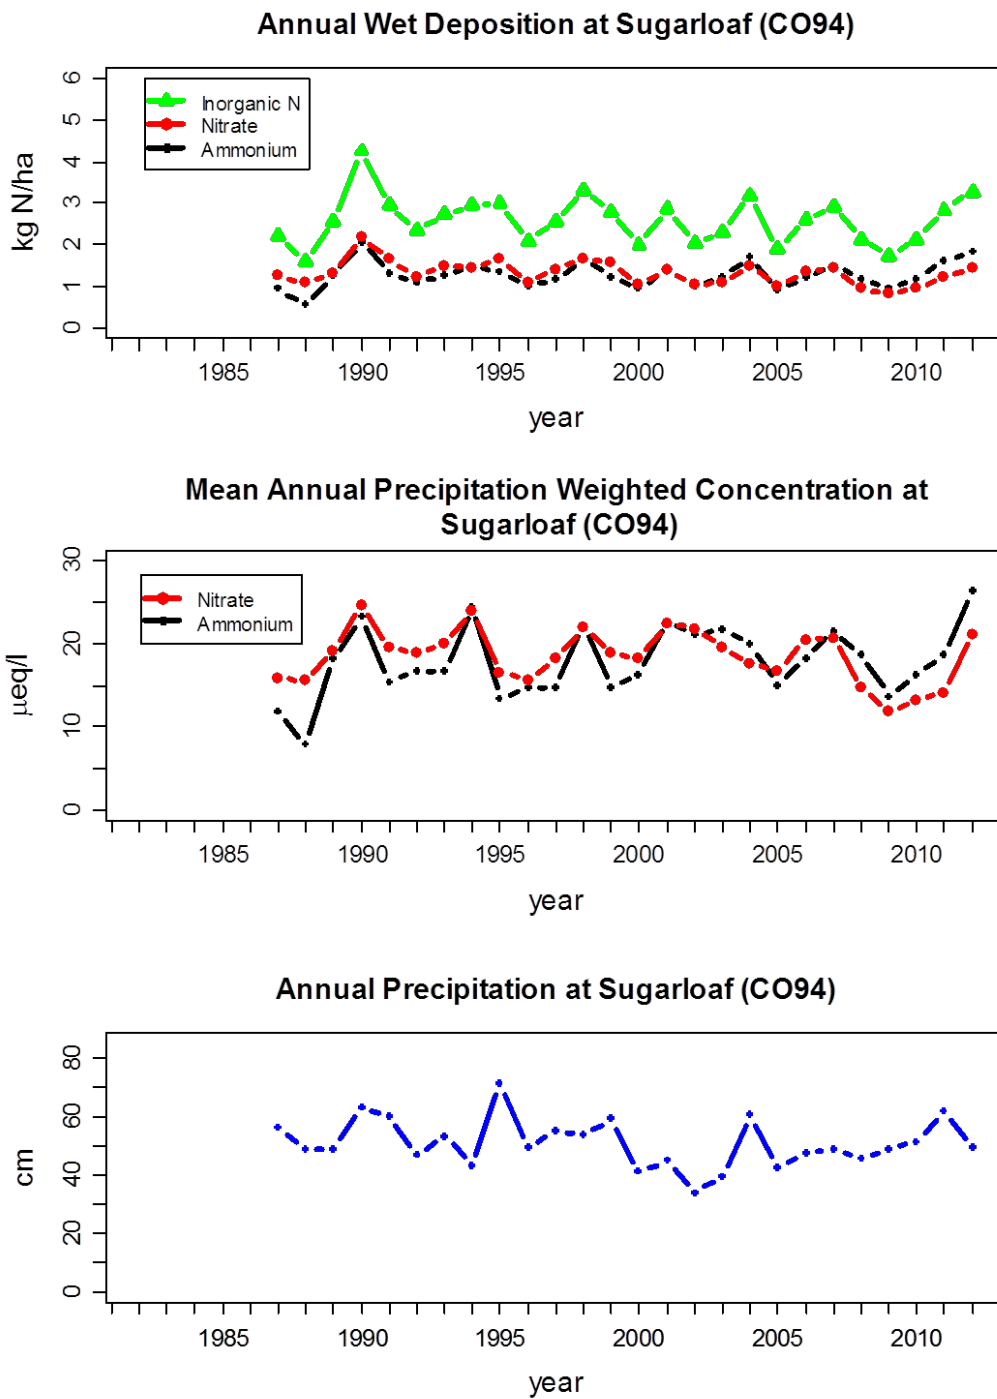 Annual Wet Deposition at Sugarloaf (CO94)
6
5
4
3
2
1
0
kg N/ha
Inorganic N
Nitrate
Ammonium
1985 1990 1995 2000 2005 2010
year
Mean Annual Precipitation Weighted Concentration at
Sugarloaf (CO94)
30
20
10
0
µeq/l
Nitrate
Ammonium
1985 1990 1995 2000 2005 2010
year
Annual Precipitation at Sugarloaf (CO94)
80
60
40
20
0
cm
1985 1990 1995 2000 2005 2010
year